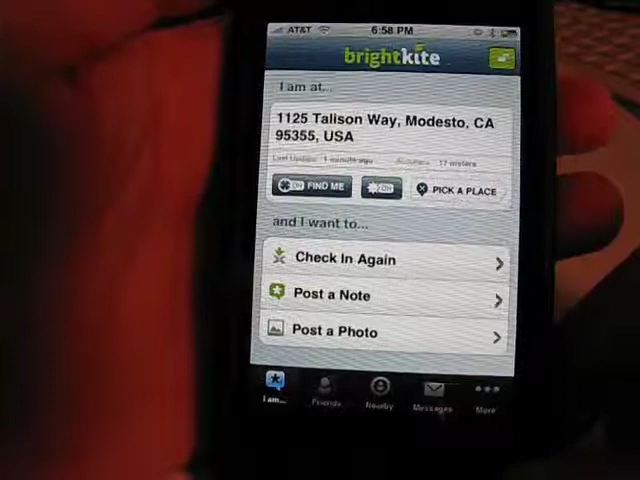 AT&T 6:58 PM
brightkite
I am at...
1125 Talison Way, Modesto, CA
95355, USA
Last Update: 1 minute ago Accuracy: 17 meters
ON FIND ME ON PICK A PLACE
and I want to...
Check In Again
Post a Note
Post a Photo
I am... Friends Nearby Messages More